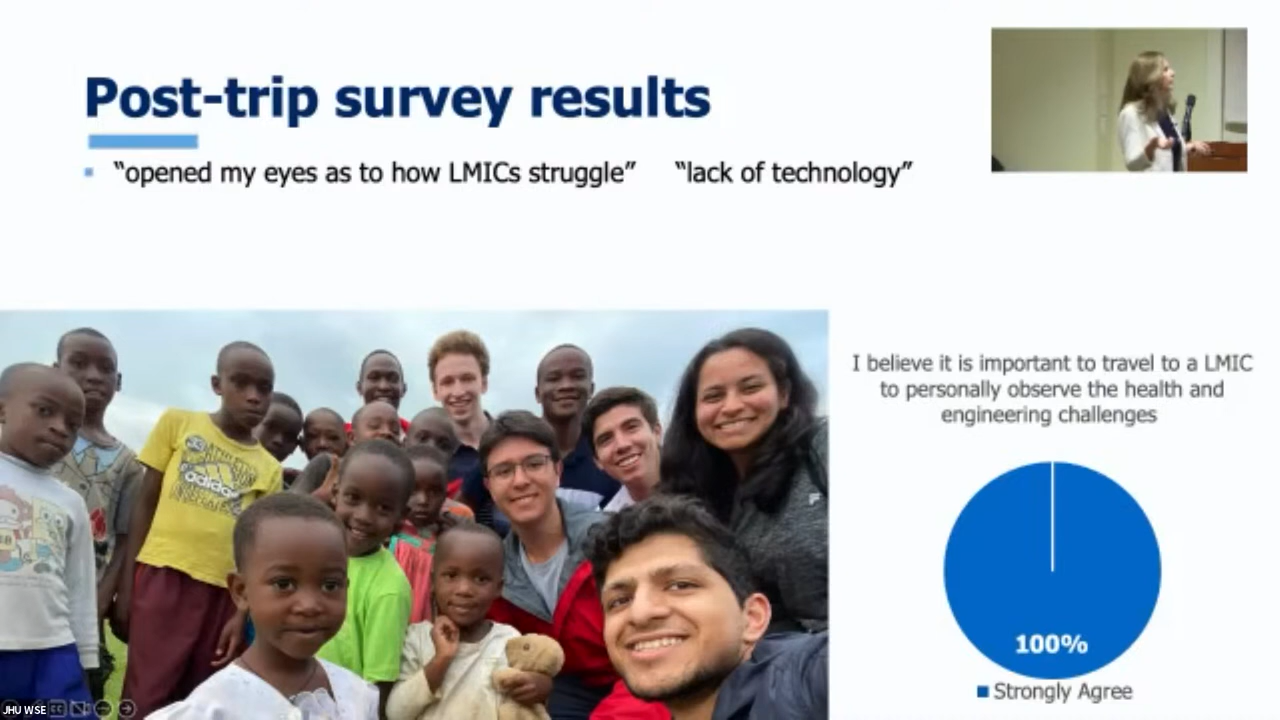 Post-trip survey results
“opened my eyes as to how LMICs struggle” “lack of technology”
I believe it is important to travel to a LMIC
to personally observe the health and
engineering challenges
adidas
100%
Strongly Agree
JHU WSE